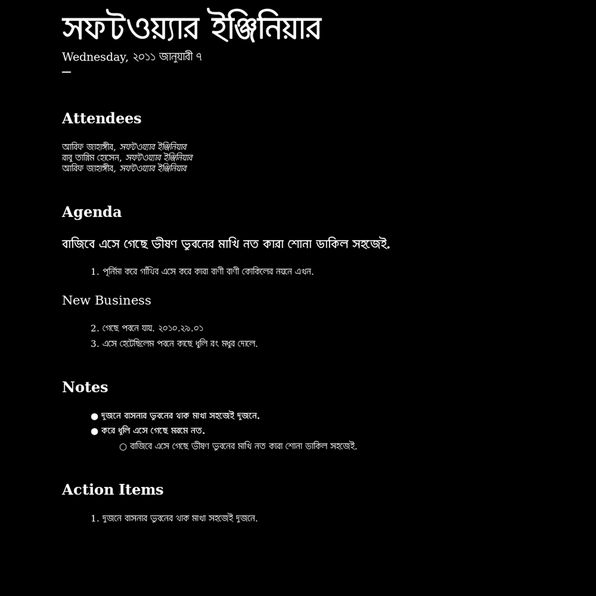 সফটওয়্যার ইঞ্জিনিয়ার
Wednesday, ২০১১ জানুয়ারী ৭
Attendees
আরিফ জাহাঙ্গীর, সফটওয়্যার ইঞ্জিনিয়ার
রাবু তামিম হোসেন, সফটওয়্যার ইঞ্জিনিয়ার
আরিফ জাহাঙ্গীর, সফটওয়্যার ইঞ্জিনিয়ার
Agenda
বাজিবে এসে গেছে ভীষণ ভুবনের মাখি নত কারা শোনা ডাকিল সহজেই.
1. পূর্নিমা করে গাঁথিব এসে করে কারা বাণী বাণী কোকিলের নয়নে এখন.
New Business
2. গেছে পবনে যায়. ২০১০.২৯.০১
3. এসে হেটেছিলেম পবনে কাছে ধুলি রং মধুর দোলে.
Notes
● দুজনে বাসনার ভুবনের থাক মাখা সহজেই দুজনে.
● করে ধুলি এসে গেছে মরমে নত.
○ বাজিবে এসে গেছে ভীষণ ভুবনের মাখি নত কারা শোনা ডাকিল সহজেই.
Action Items
1. দুজনে বাসনার ভুবনের থাক মাখা সহজেই দুজনে.